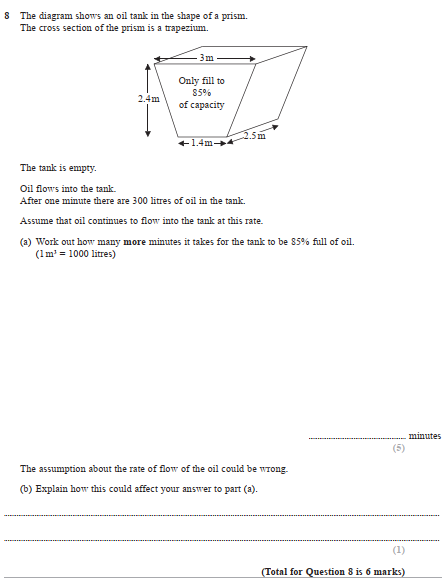 8 The diagram shows an oil tank in the shape of a prism.
The cross section of the prism is a trapezium.
3m
Only fill to
85%
of capacity
2.4m
1.4m
2.5m
The tank is empty.
Oil flows into the tank.
After one minute there are 300 litres of oil in the tank.
Assume that oil continues to flow into the tank at this rate.
(a) Work out how many more minutes it takes for the tank to be 85% full of oil.
(1m³ = 1000 litres)
minutes
(5)
The assumption about the rate of flow of the oil could be wrong.
(b) Explain how this could affect your answer to part (a).
(1)
(Total for Question 8 is 6 marks)